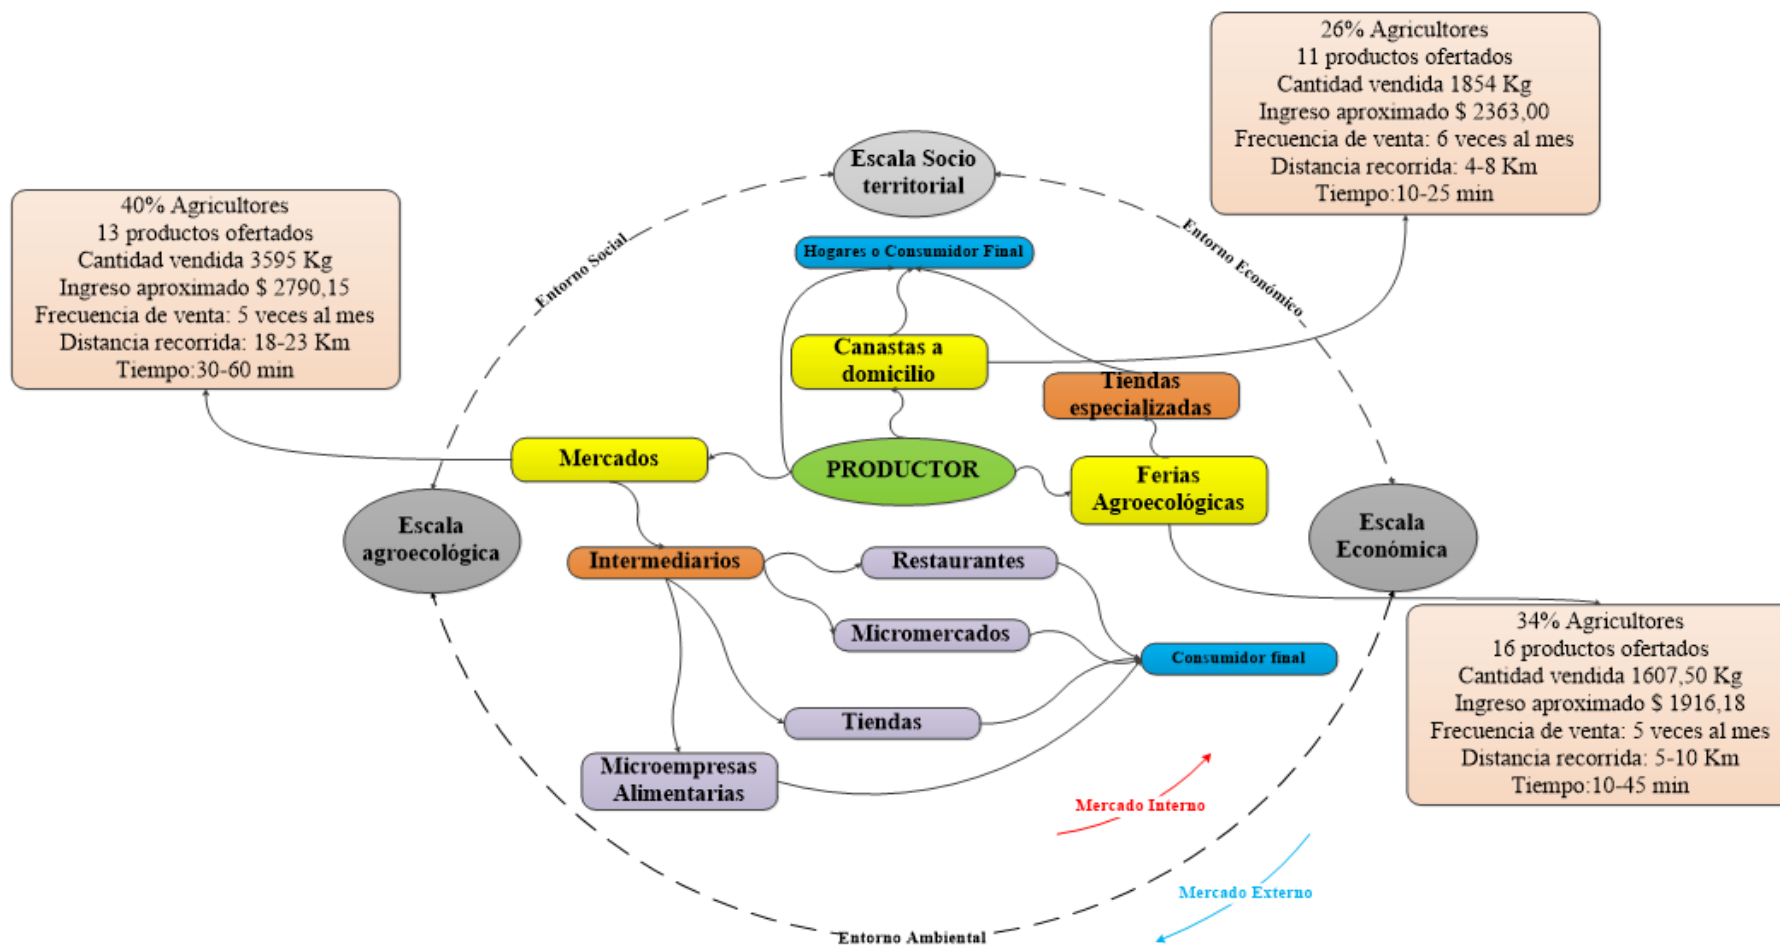 26% Agricultores
11 productos ofertados
Cantidad vendida 1854 Kg
Ingreso aproximado $ 2363,00
Frecuencia de venta: 6 veces al mes
Distancia recorrida: 4-8 Km
Tiempo:10-25 min
Escala Socio
territorial
40% Agricultores
13 productos ofertados
Cantidad vendida 3595 Kg
Ingreso aproximado $ 2790,15
Frecuencia de venta: 5 veces al mes
Distancia recorrida: 18-23 Km
Tiempo:30-60 min
Entorno Social
Entorno Económico
Hogares o Consumidor Final
Canastas a
domicilio
Tiendas
especializadas
Mercados
PRODUCTOR
Ferias
Agroecológicas
Escala
agroecológica
Escala
Económica
Intermediarios
Restaurantes
Micromercados
Consumidor final
Tiendas
Microempresas
Alimentarias
34% Agricultores
16 productos ofertados
Cantidad vendida 1607,50 Kg
Ingreso aproximado $ 1916,18
Frecuencia de venta: 5 veces al mes
Distancia recorrida: 5-10 Km
Tiempo:10-45 min
Mercado Interno
Mercado Externo
Entorno Ambiental